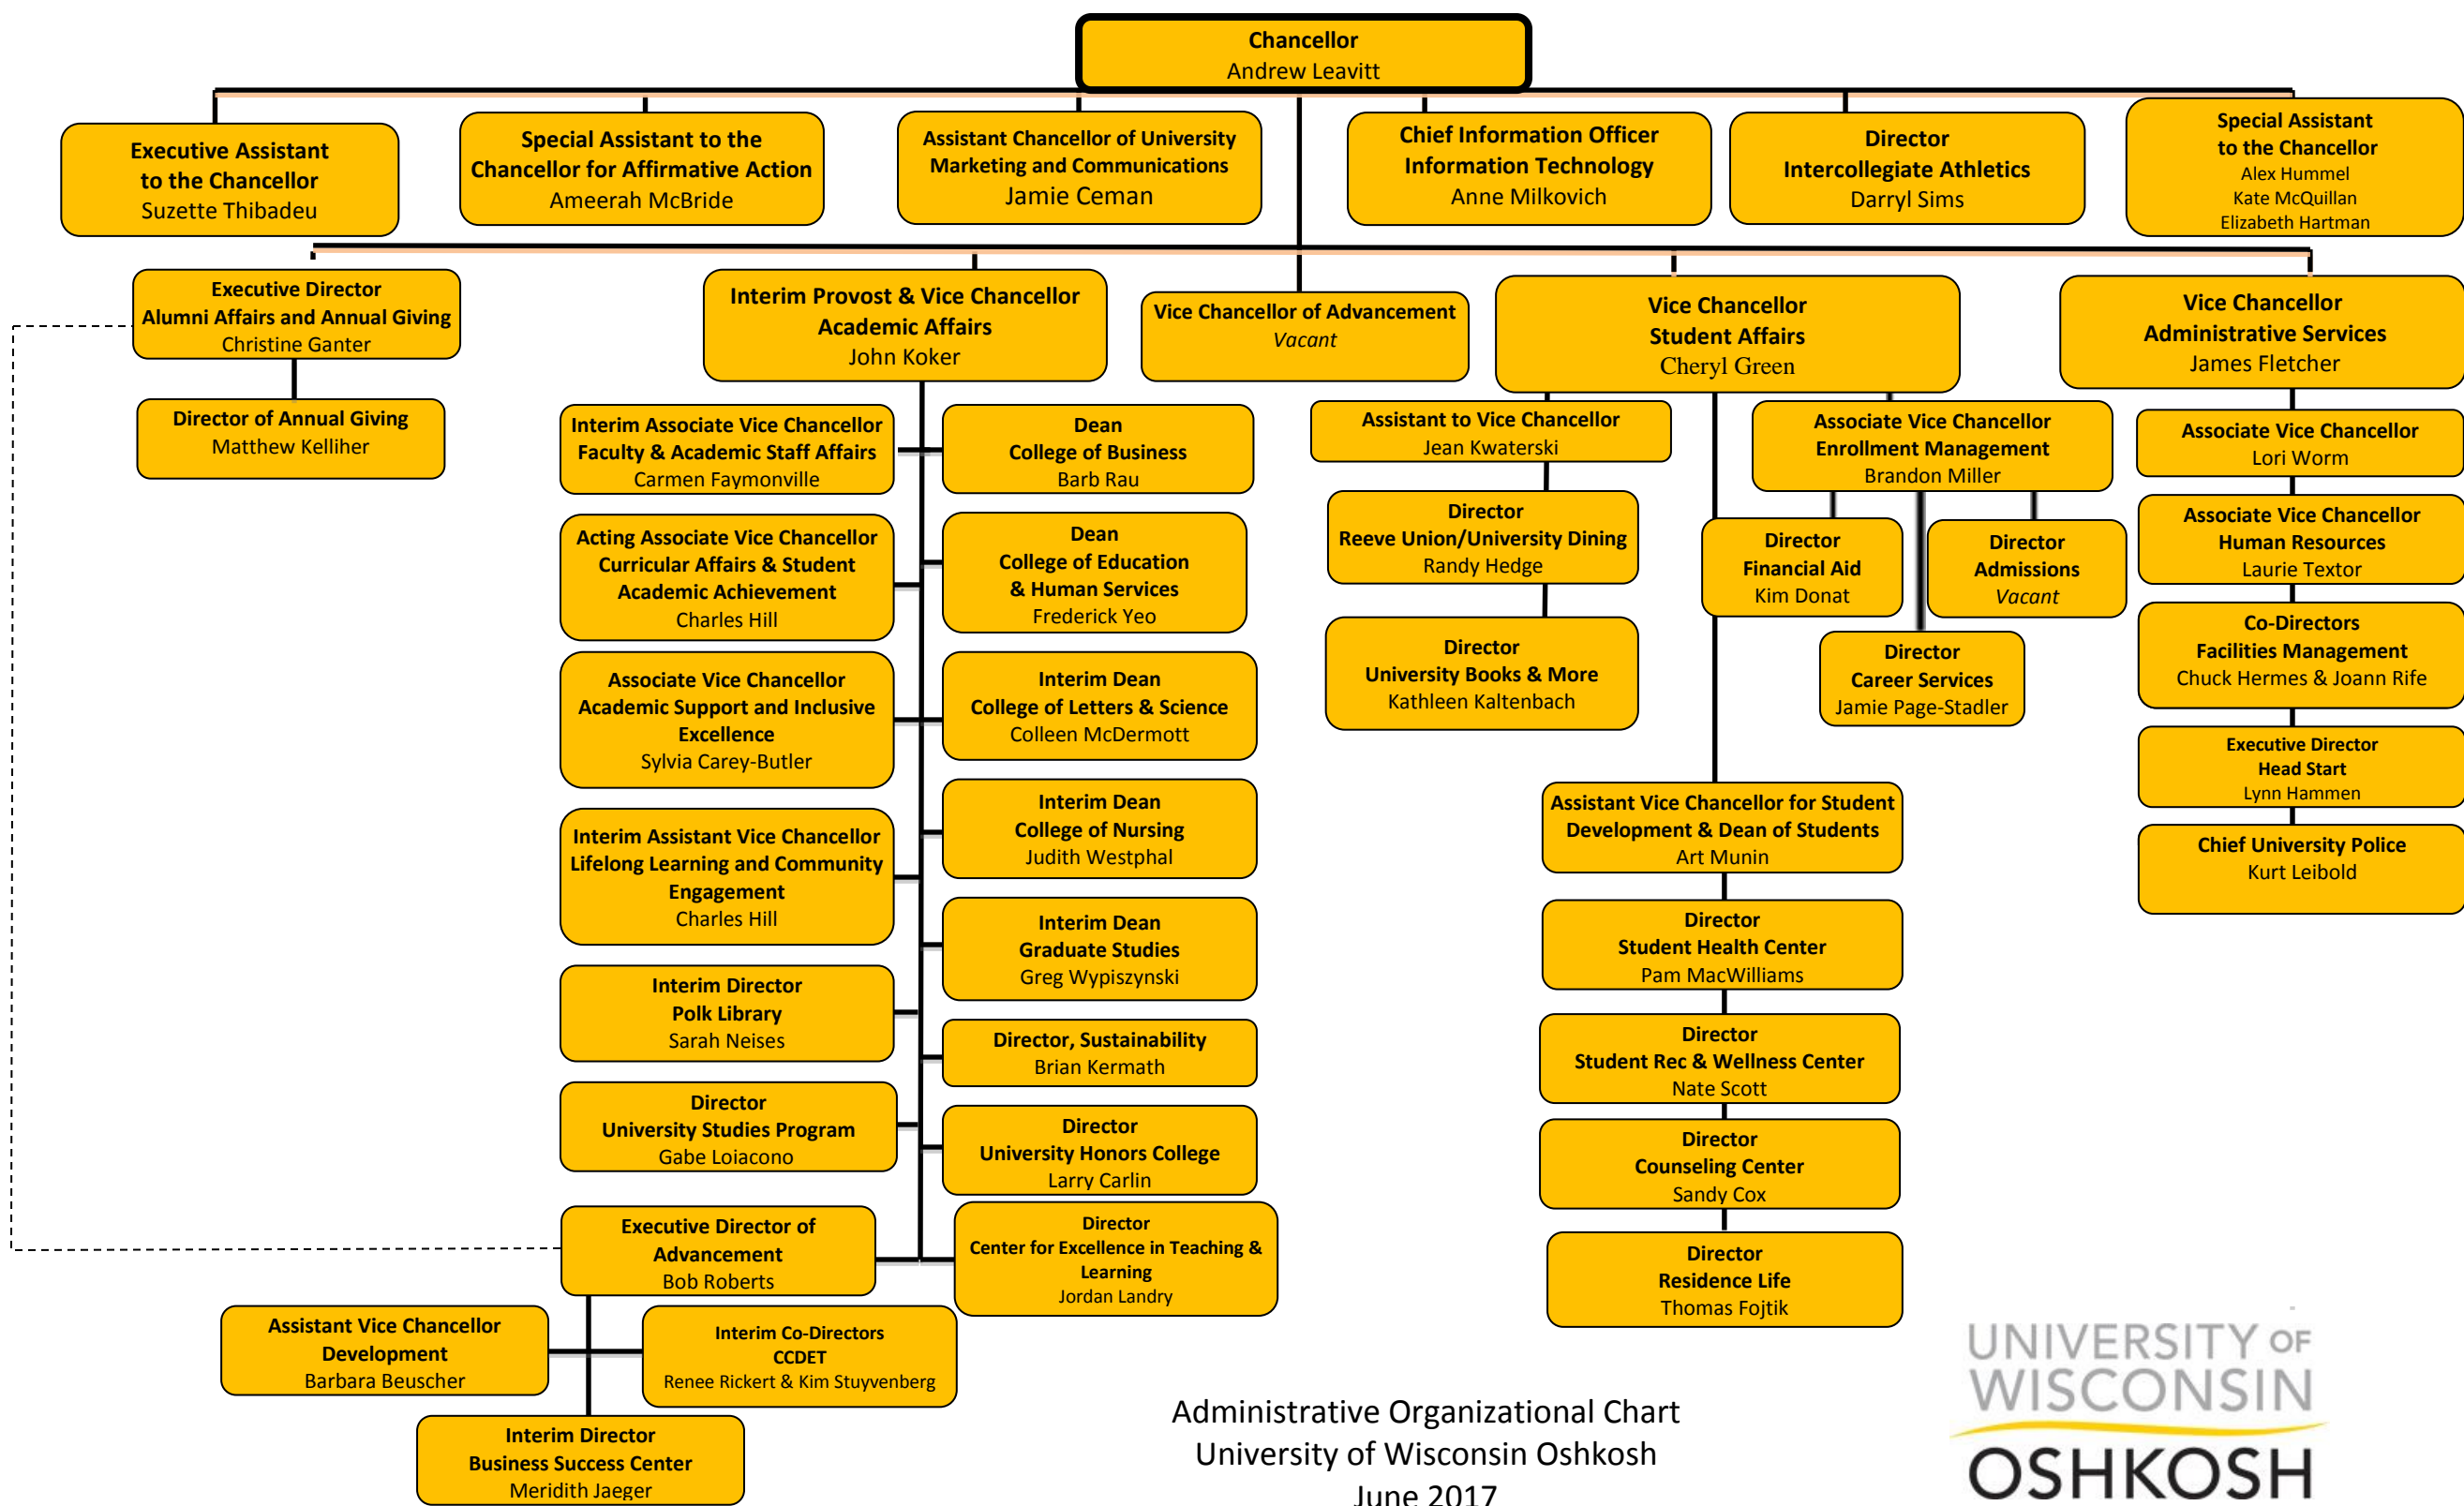 Chancellor
Andrew Leavitt
Executive Assistant
to the Chancellor
Suzette Thibadeu
Special Assistant to the
Chancellor for Affirmative Action
Ameerah McBride
Assistant Chancellor of University
Marketing and Communications
Jamie Ceman
Chief Information Officer
Information Technology
Anne Milkovich
Director
Intercollegiate Athletics
Darryl Sims
Special Assistant
to the Chancellor
Alex Hummel
Kate McQuillan
Elizabeth Hartman
Executive Director
Alumni Affairs and Annual Giving
Christine Ganter
Director of Annual Giving
Matthew Kelliher
Interim Provost & Vice Chancellor
Academic Affairs
John Koker
Vice Chancellor of Advancement
Vacant
Vice Chancellor
Student Affairs
Cheryl Green
Vice Chancellor
Administrative Services
James Fletcher
Interim Associate Vice Chancellor
Faculty & Academic Staff Affairs
Carmen Faymonville
Acting Associate Vice Chancellor
Curricular Affairs & Student
Academic Achievement
Charles Hill
Associate Vice Chancellor
Academic Support and Inclusive
Excellence
Sylvia Carey-Butler
Interim Assistant Vice Chancellor
Lifelong Learning and Community
Engagement
Charles Hill
Interim Director
Polk Library
Sarah Neises
Director
University Studies Program
Gabe Loiacono
Executive Director of
Advancement
Bob Roberts
Dean
College of Business
Barb Rau
Dean
College of Education
& Human Services
Frederick Yeo
Interim Dean
College of Letters & Science
Colleen McDermott
Interim Dean
College of Nursing
Judith Westphal
Interim Dean
Graduate Studies
Greg Wypiszynski
Director, Sustainability
Brian Kermath
Director
University Honors College
Larry Carlin
Director
Center for Excellence in Teaching &
Learning
Jordan Landry
Assistant Vice Chancellor
Development
Barbara Beuscher
Interim Co-Directors
CCDET
Renee Rickert & Kim Stuyvenberg
Interim Director
Business Success Center
Meridith Jaeger
Assistant to Vice Chancellor
Jean Kwaterski
Director
Reeve Union/University Dining
Randy Hedge
Director
University Books & More
Kathleen Kaltenbach
Associate Vice Chancellor
Enrollment Management
Brandon Miller
Director
Financial Aid
Kim Donat
Director
Admissions
Vacant
Director
Career Services
Jamie Page-Stadler
Assistant Vice Chancellor for Student
Development & Dean of Students
Art Munin
Director
Student Health Center
Pam MacWilliams
Director
Student Rec & Wellness Center
Nate Scott
Director
Counseling Center
Sandy Cox
Director
Residence Life
Thomas Fojtik
Associate Vice Chancellor
Lori Worm
Associate Vice Chancellor
Human Resources
Laurie Textor
Co-Directors
Facilities Management
Chuck Hermes & Joann Rife
Executive Director
Head Start
Lynn Hammen
Chief University Police
Kurt Leibold
Administrative Organizational Chart
University of Wisconsin Oshkosh
June 2017
UNIVERSITY OF
WISCONSIN
OSHKOSH